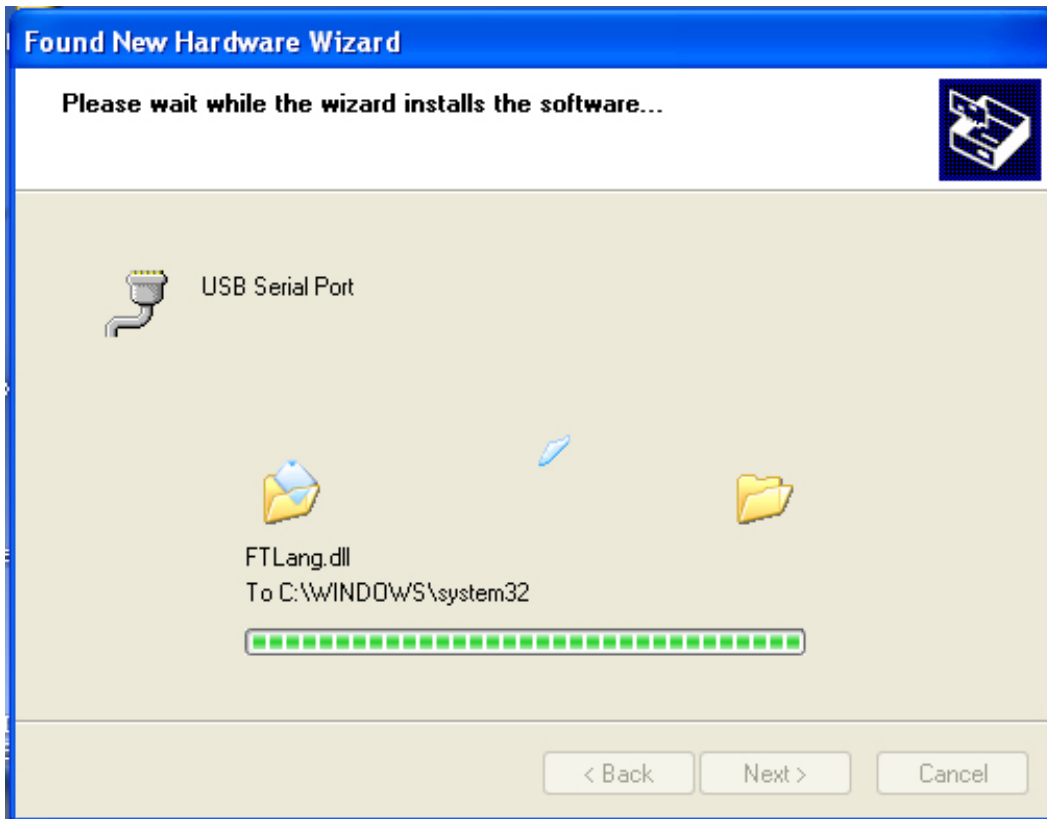 Found New Hardware Wizard
Please wait while the wizard installs the software...
USB Serial Port
FTLang.dll
To C:\WINDOWS\system32
< Back
Next >
Cancel